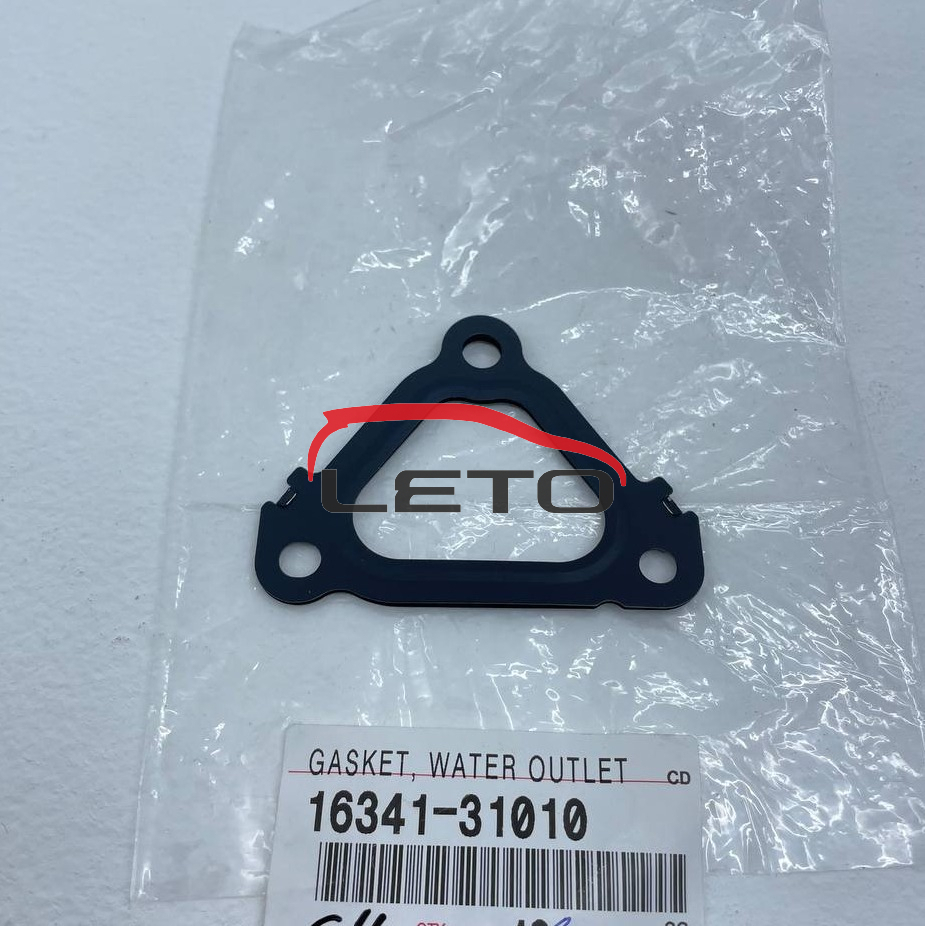 LETO
GASKET, WATER OUTLET
CD
16341-31010